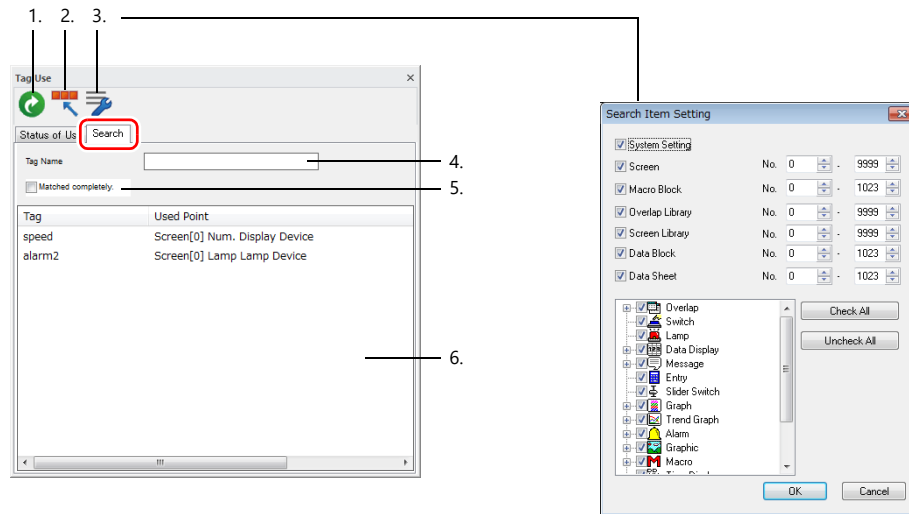 1. 2. 3.
Tag Use
Status of Us
Search
Tag Name
4.
Matched completely.
5.
Tag Used Point
speed Screen[0] Num. Display Device
alarm2 Screen[0] Lamp Lamp Device
6.
Search Item Setting
System Setting
Screen No. 0 - 9999
Macro Block No. 0 - 1023
Overlap Library No. 0 - 9999
Screen Library No. 0 - 9999
Data Block No. 0 - 1023
Data Sheet No. 0 - 1023
Overlap
Switch
Lamp
Data Display
Message
Entry
Slider Switch
Graph
Trend Graph
Alarm
Graphic
Macro
Check All
Uncheck All
OK Cancel